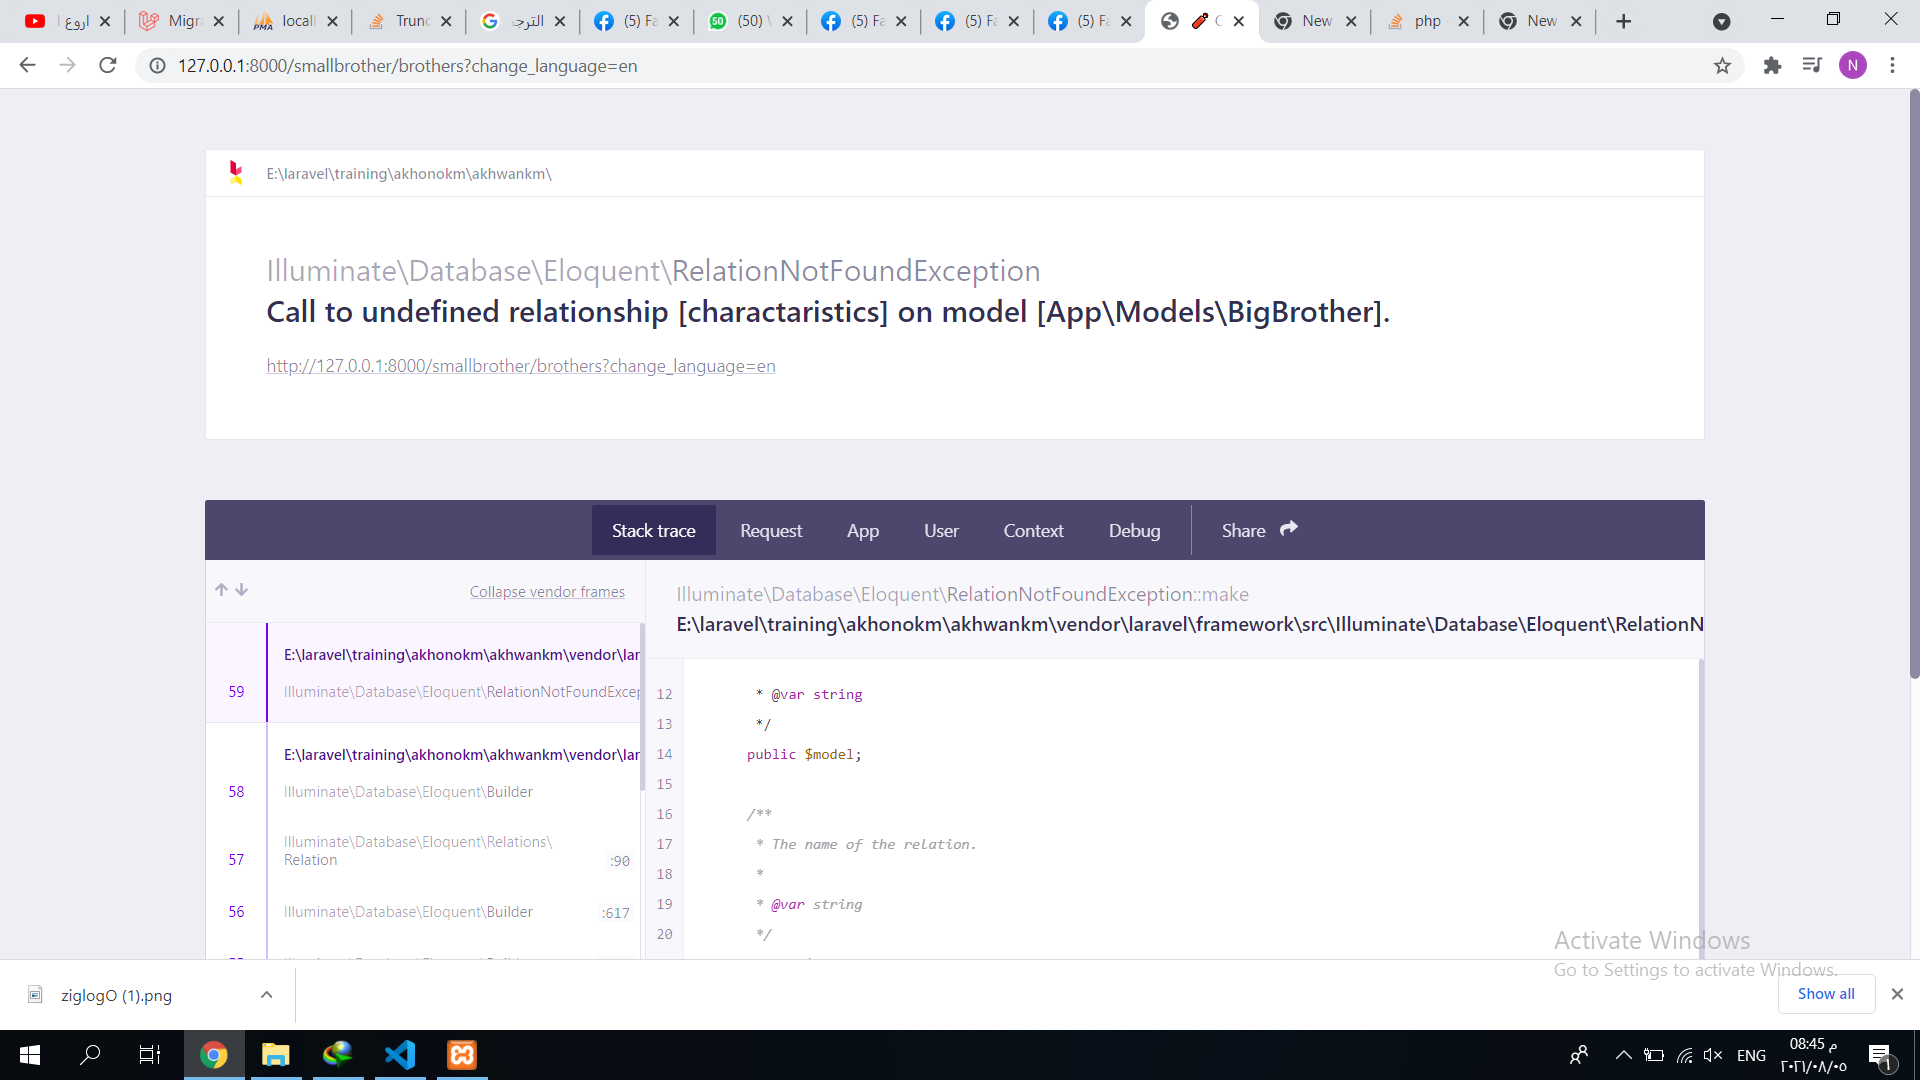 اروع ا
Migr
locall
Trunc
الترجد
(5) Fa
(50) W
(5) Fa
(5) Fa
(5) Fa
New
php
New
127.0.0.1:8000/smallbrother/brothers?change_language=en
N
E:\laravel\training\akhonokm\akhwankm\
Illuminate\Database\Eloquent\RelationNotFoundException
Call to undefined relationship [charactaristics] on model [App\Models\BigBrother].
http://127.0.0.1:8000/smallbrother/brothers?change_language=en
Stack trace
Request
App
User
Context
Debug
Share
Collapse vendor frames
Illuminate\Database\Eloquent\RelationNotFoundException::make
E:\laravel\training\akhonokm\akhwankm\vendor\laravel\framework\src\Illuminate\Database\Eloquent\RelationN
E:\laravel\training\akhonokm\akhwankm\vendor\lar
59 Illuminate\Database\Eloquent\RelationNotFoundExcep
E:\laravel\training\akhonokm\akhwankm\vendor\lar
58 Illuminate\Database\Eloquent\Builder
Illuminate\Database\Eloquent\Relations\
57 Relation :90
56 Illuminate\Database\Eloquent\Builder :617
12 * @var string
13 */
14 public $model;
15
16 /**
17 * The name of the relation.
18 *
19 * @var string
20 */
Activate Windows
Go to Settings to activate Windows.
ziglogO (1).png
Show all
ENG
08:45 م
٢٠٢١/٠٨/٠٥
١